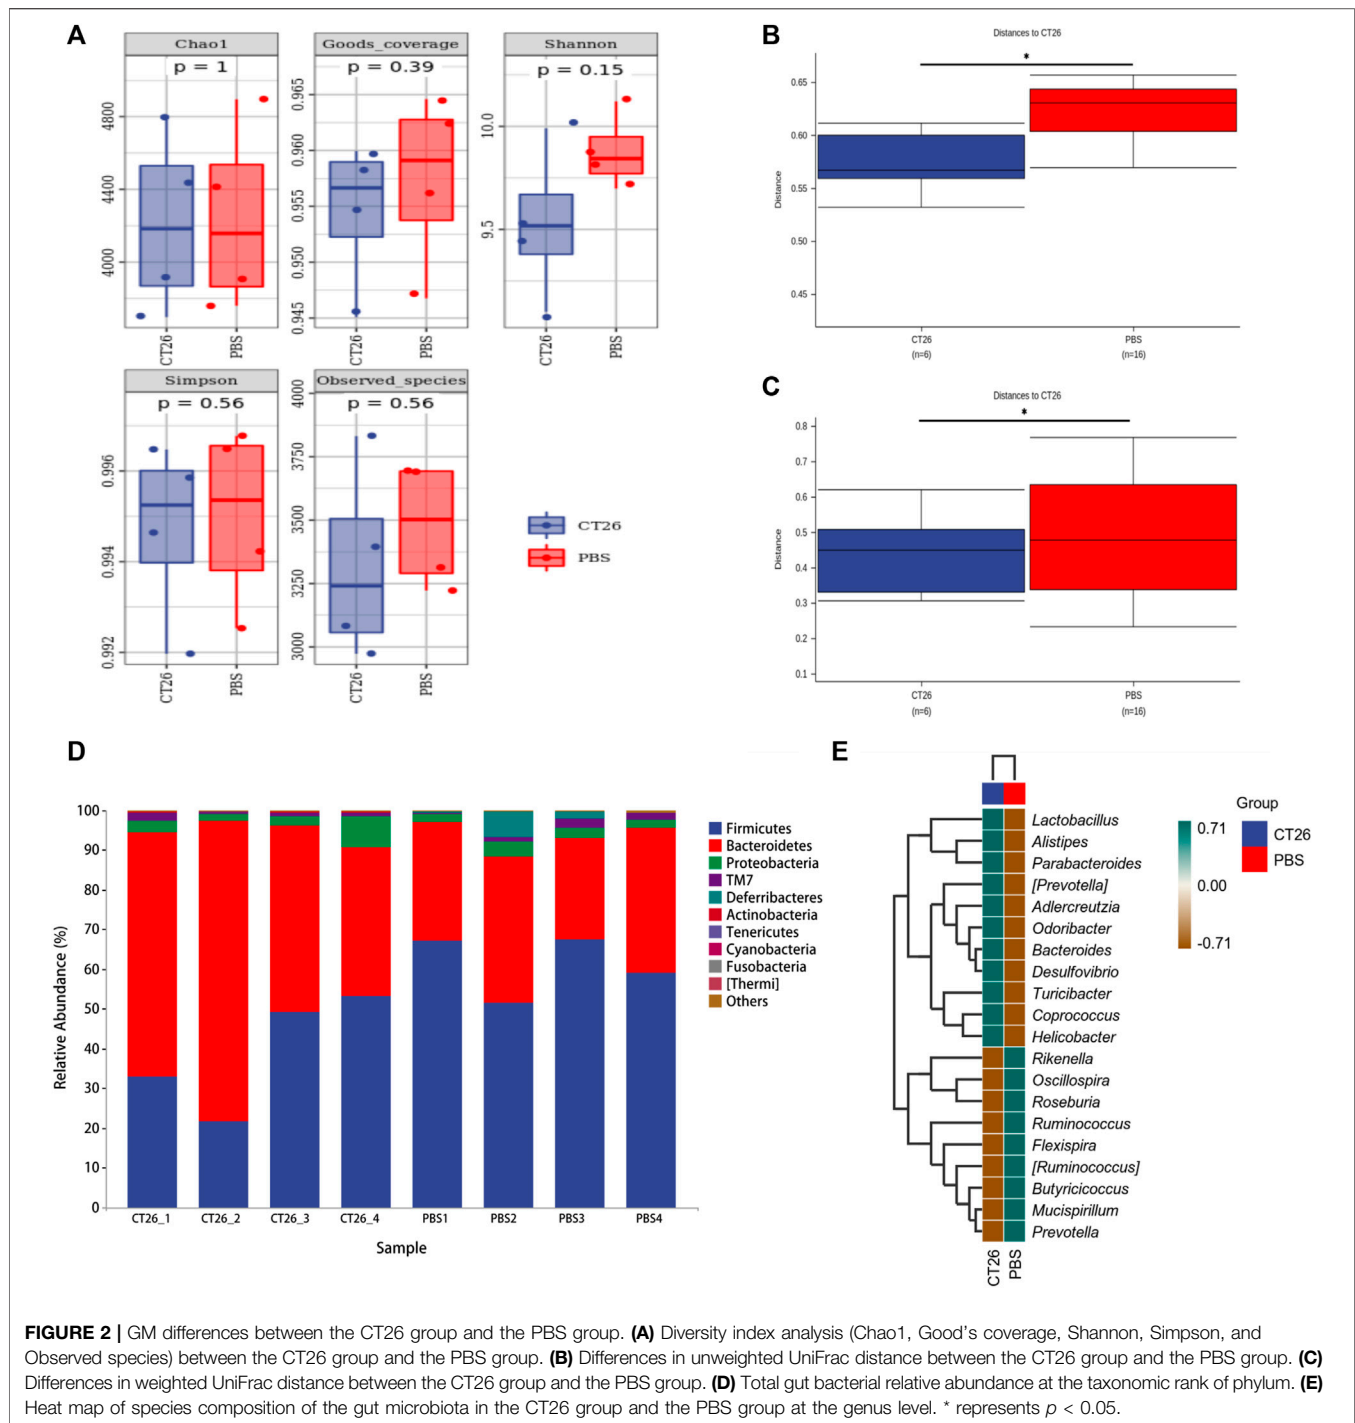 A
Chao1
p = 1
4800
4400
4000
CT26
PBS
Goods_coverage
p = 0.39
0.965
0.960
0.955
0.950
0.945
CT26
PBS
Shannon
p = 0.15
10.0
9.5
CT26
PBS
Simpson
p = 0.56
0.996
0.994
0.992
CT26
PBS
Observed_species
p = 0.56
4000
3750
3500
3250
3000
CT26
PBS
CT26
PBS
B
Distances to CT26
*
Distance
0.65
0.60
0.55
0.50
0.45
CT26
(n=6)
PBS
(n=16)
C
Distances to CT26
*
Distance
0.8
0.7
0.6
0.5
0.4
0.3
0.2
0.1
CT26
(n=6)
PBS
(n=16)
D
Relative Abundance (%)
100
90
80
70
60
50
40
30
20
10
0
CT26_1 CT26_2 CT26_3 CT26_4 PBS1 PBS2 PBS3 PBS4
Sample
Firmicutes
Bacteroidetes
Proteobacteria
TM7
Deferribacteres
Actinobacteria
Tenericutes
Cyanobacteria
Fusobacteria
[Thermi]
Others
E
Lactobacillus
Alistipes
Parabacteroides
[Prevotella]
Adlercreutzia
Odoribacter
Bacteroides
Desulfovibrio
Turicibacter
Coprococcus
Helicobacter
Rikenella
Oscillospira
Roseburia
Ruminococcus
Flexispira
[Ruminococcus]
Butyricicoccus
Mucispirillum
Prevotella
CT26
PBS
0.71
0.00
-0.71
Group
CT26
PBS
FIGURE 2 | GM differences between the CT26 group and the PBS group. (A) Diversity index analysis (Chao1, Good's coverage, Shannon, Simpson, and
Observed species) between the CT26 group and the PBS group. (B) Differences in unweighted UniFrac distance between the CT26 group and the PBS group. (C)
Differences in weighted UniFrac distance between the CT26 group and the PBS group. (D) Total gut bacterial relative abundance at the taxonomic rank of phylum. (E)
Heat map of species composition of the gut microbiota in the CT26 group and the PBS group at the genus level. * represents p < 0.05.